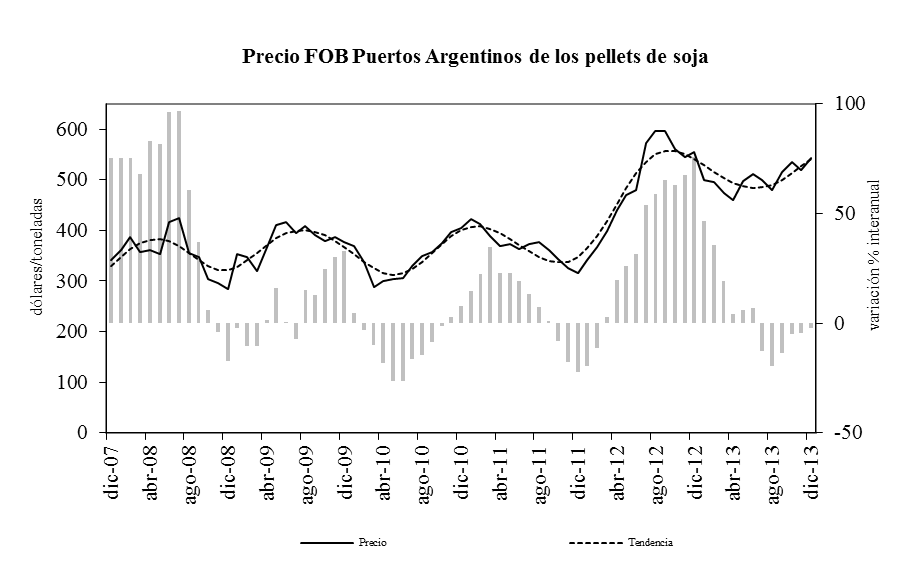 Precio FOB Puertos Argentinos de los pellets de soja
dólares/toneladas
600
500
400
300
200
100
0
100
50
0
-50
variación % interanual
dic-07
abr-08
ago-08
dic-08
abr-09
ago-09
dic-09
abr-10
ago-10
dic-10
abr-11
ago-11
dic-11
abr-12
ago-12
dic-12
abr-13
ago-13
dic-13
Precio
Tendencia